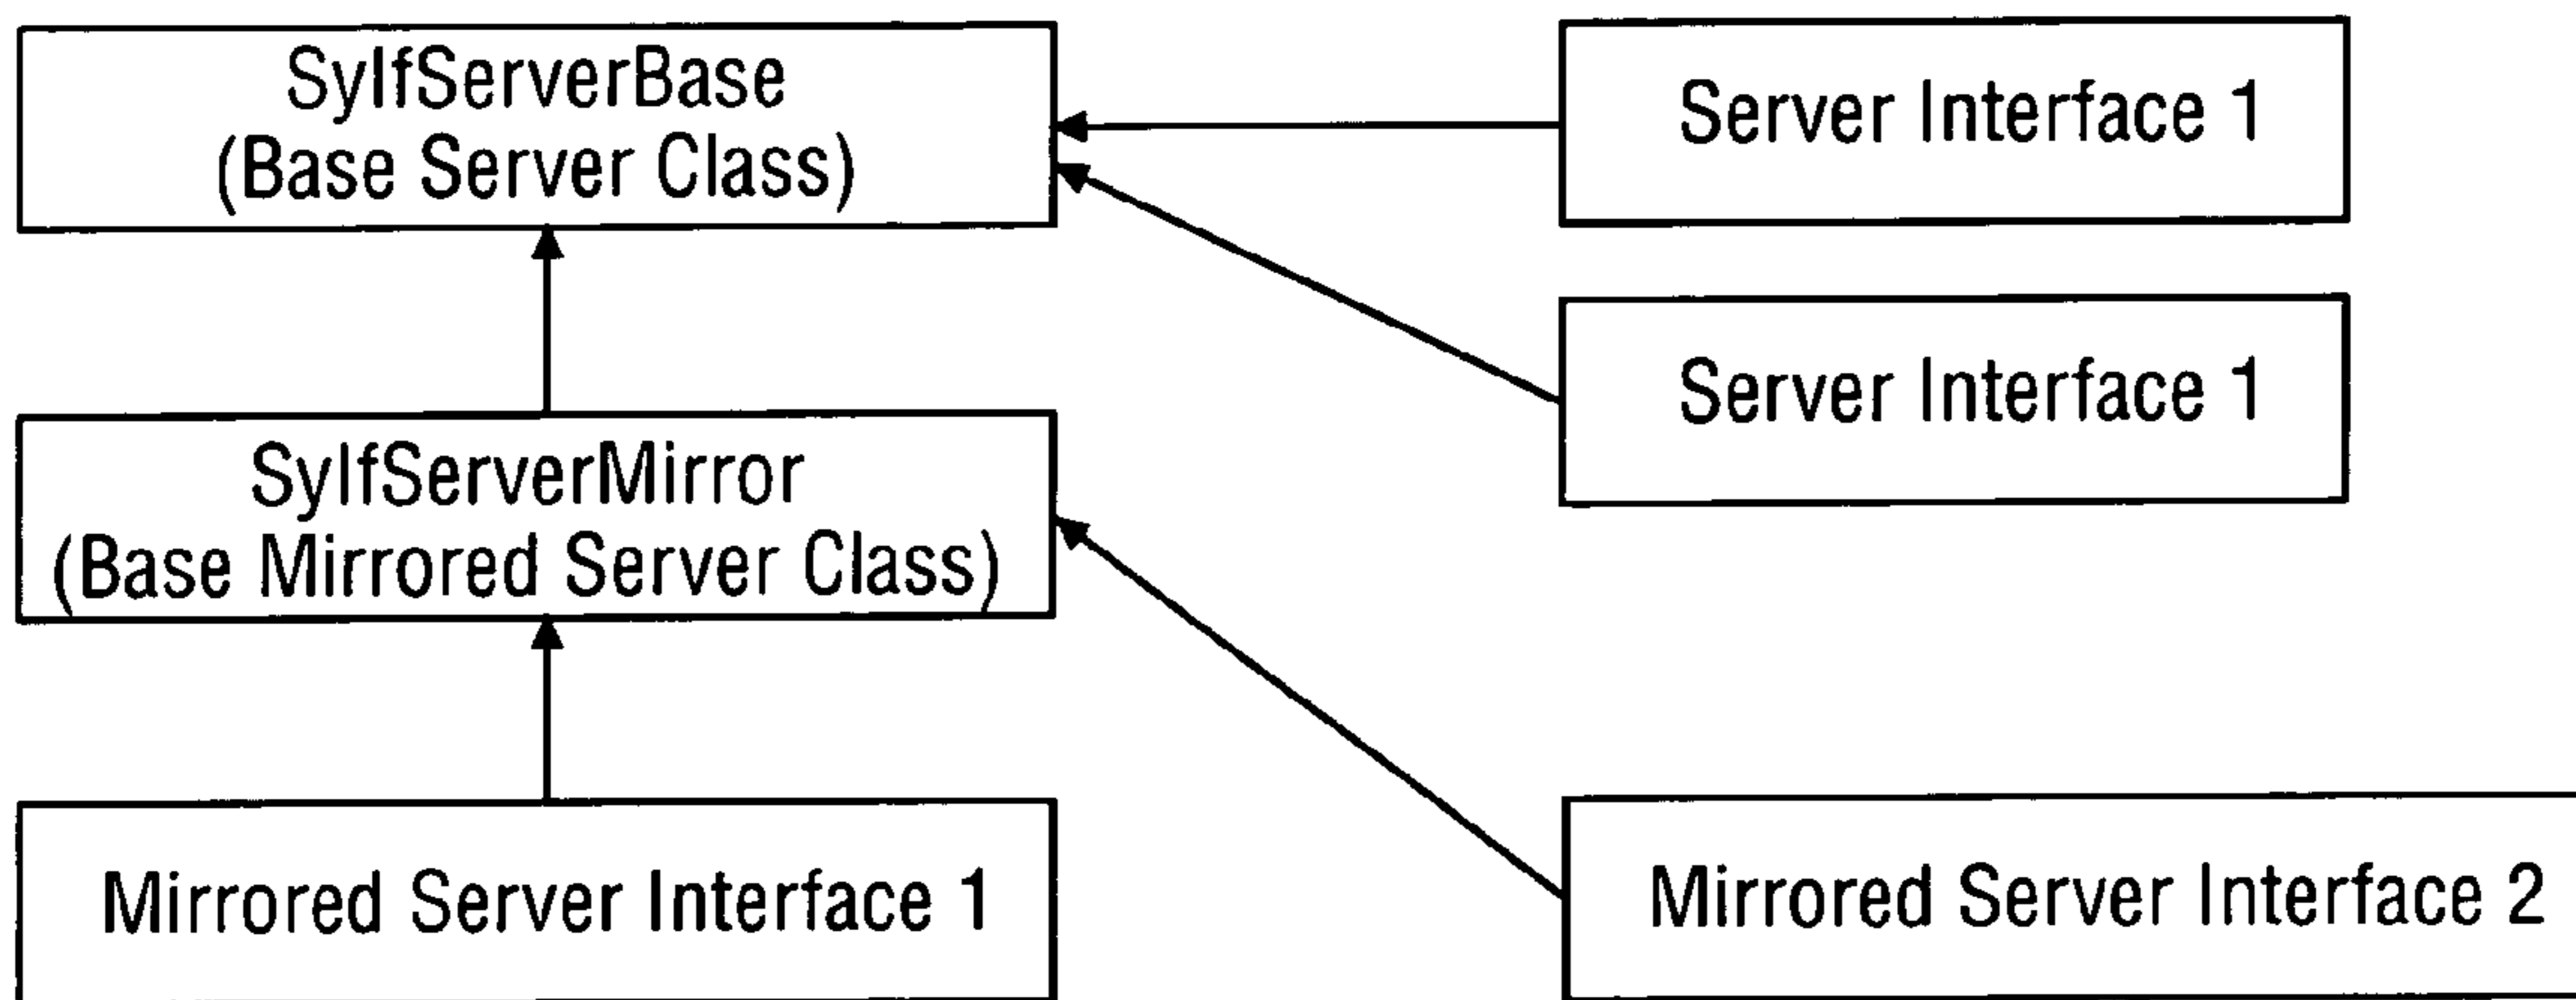 SyIfServerBase
(Base Server Class)
Server Interface 1
Server Interface 1
SyIfServerMirror
(Base Mirrored Server Class)
Mirrored Server Interface 1
Mirrored Server Interface 2